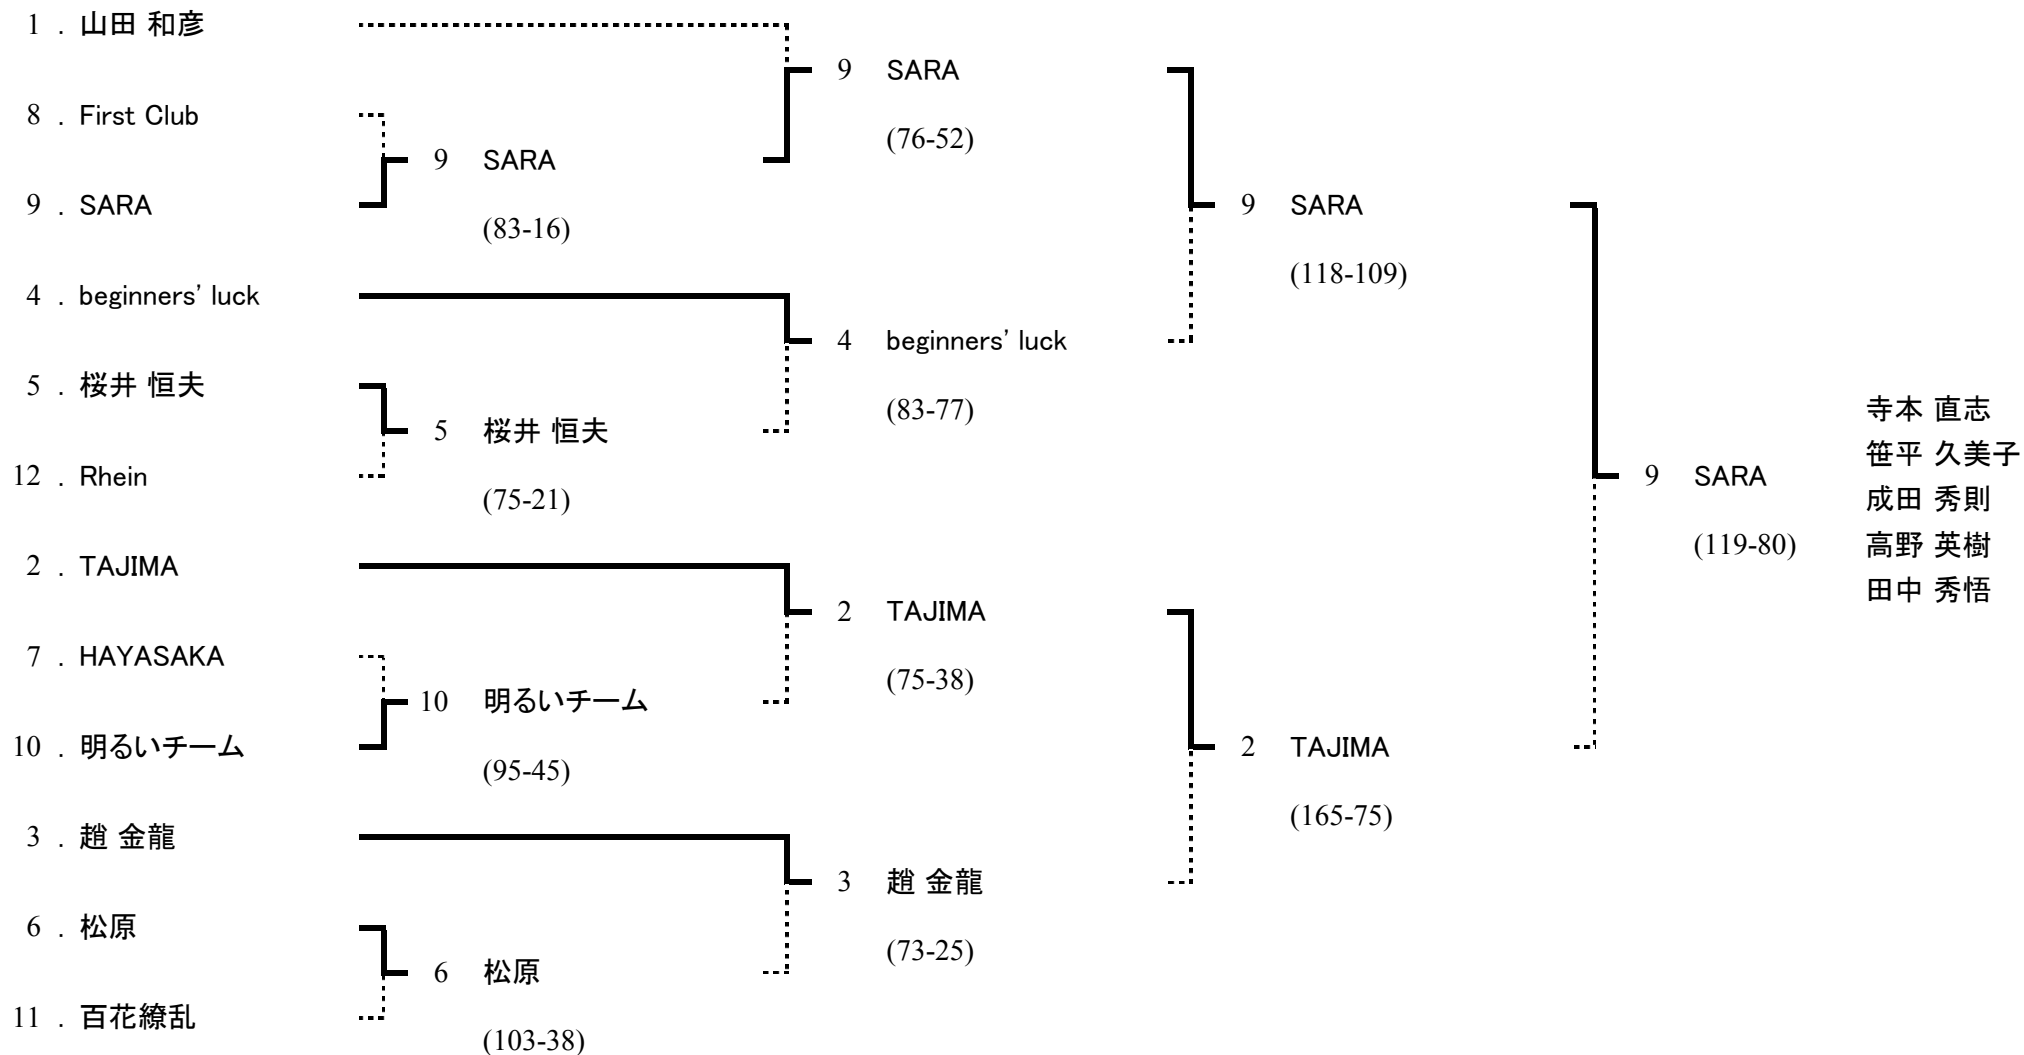 1 . 山田 和彦
9 SARA
8 . First Club
(76-52)
9 SARA
9 . SARA
9 SARA
(83-16)
(118-109)
4 . beginners' luck
4 beginners' luck
5 . 桜井 恒夫
(83-77)
5 桜井 恒夫
12 . Rhein
(75-21)
9 SARA
(119-80)
寺本 直志
笹平 久美子
成田 秀則
高野 英樹
田中 秀悟
2 . TAJIMA
2 TAJIMA
7 . HAYASAKA
(75-38)
10 明るいチーム
10 . 明るいチーム
2 TAJIMA
(95-45)
(165-75)
3 . 趙 金龍
3 趙 金龍
6 . 松原
(73-25)
6 松原
11 . 百花繚乱
(103-38)